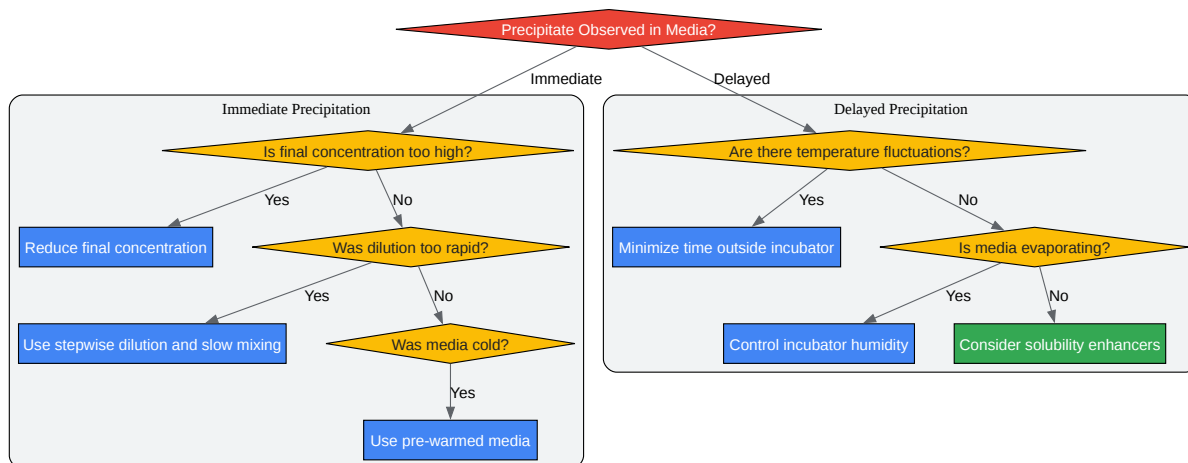 Precipitate Observed in Media?
Immediate
Delayed
Immediate Precipitation
Delayed Precipitation
Is final concentration too high?
Are there temperature fluctuations?
Yes
No
Yes
No
Reduce final concentration
Was dilution too rapid?
Minimize time outside incubator
Is media evaporating?
Yes
No
Yes
No
Use stepwise dilution and slow mixing
Was media cold?
Control incubator humidity
Consider solubility enhancers
Yes
Use pre-warmed media